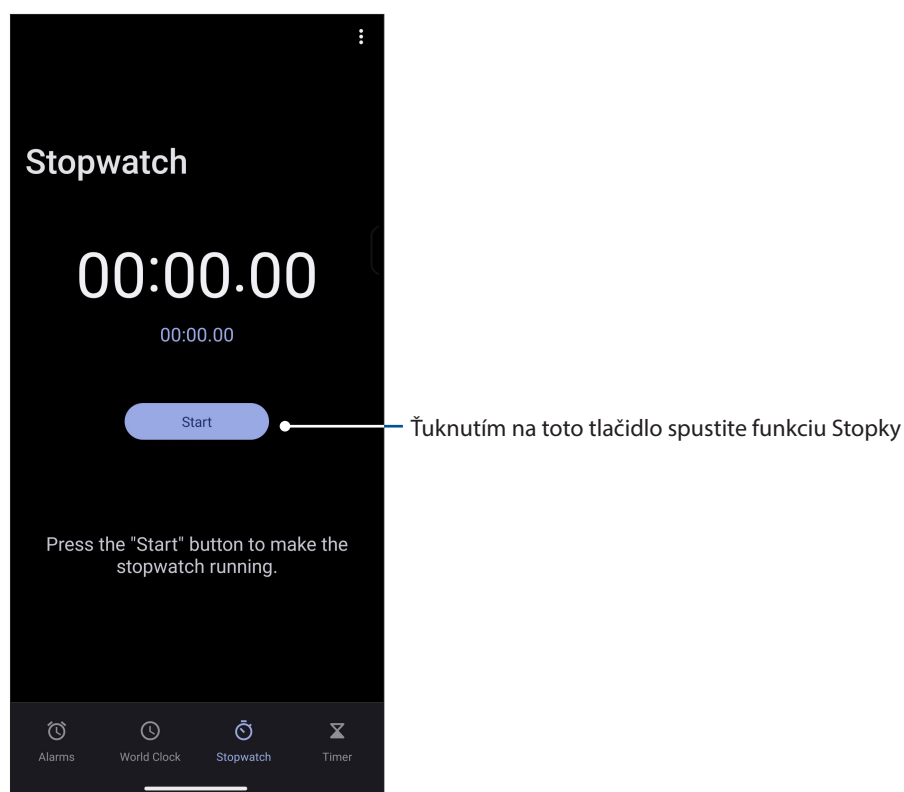 Stopwatch
00:00.00
00:00.00
Start
Ťuknutím na toto tlačidlo spustite funkciu Stopky
Press the "Start" button to make the
stopwatch running.
Alarms World Clock Stopwatch Timer